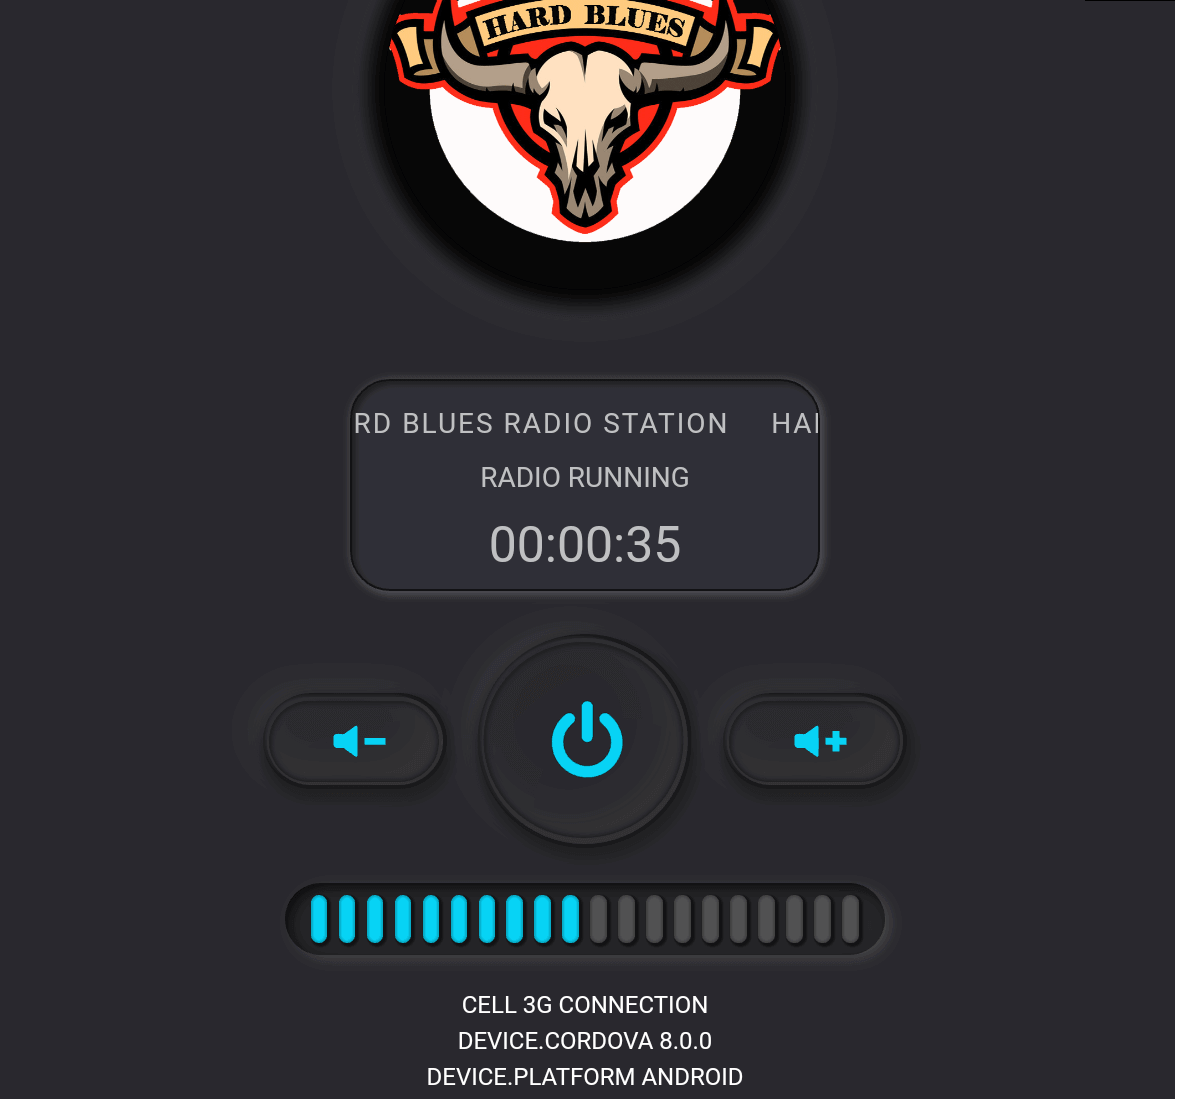 HARD BLUES
RD BLUES RADIO STATION HAI
RADIO RUNNING
00:00:35
CELL 3G CONNECTION
DEVICE.CORDOVA 8.0.0
DEVICE.PLATFORM ANDROID